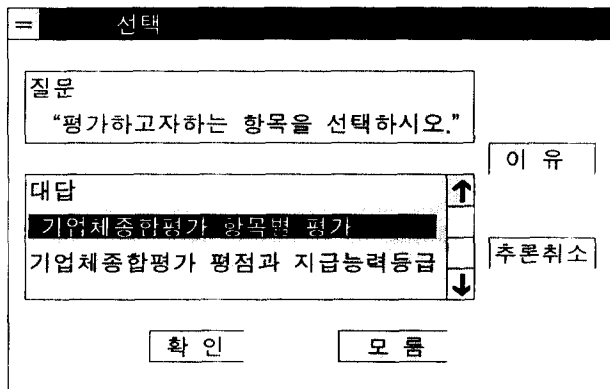 선택
질문
“평가하고자하는 항목을 선택하시오.”
이 유
대답
기업체종합평가 항목별 평가
기업체종합평가 평점과 지급능력등급
추론취소
확 인
모 름